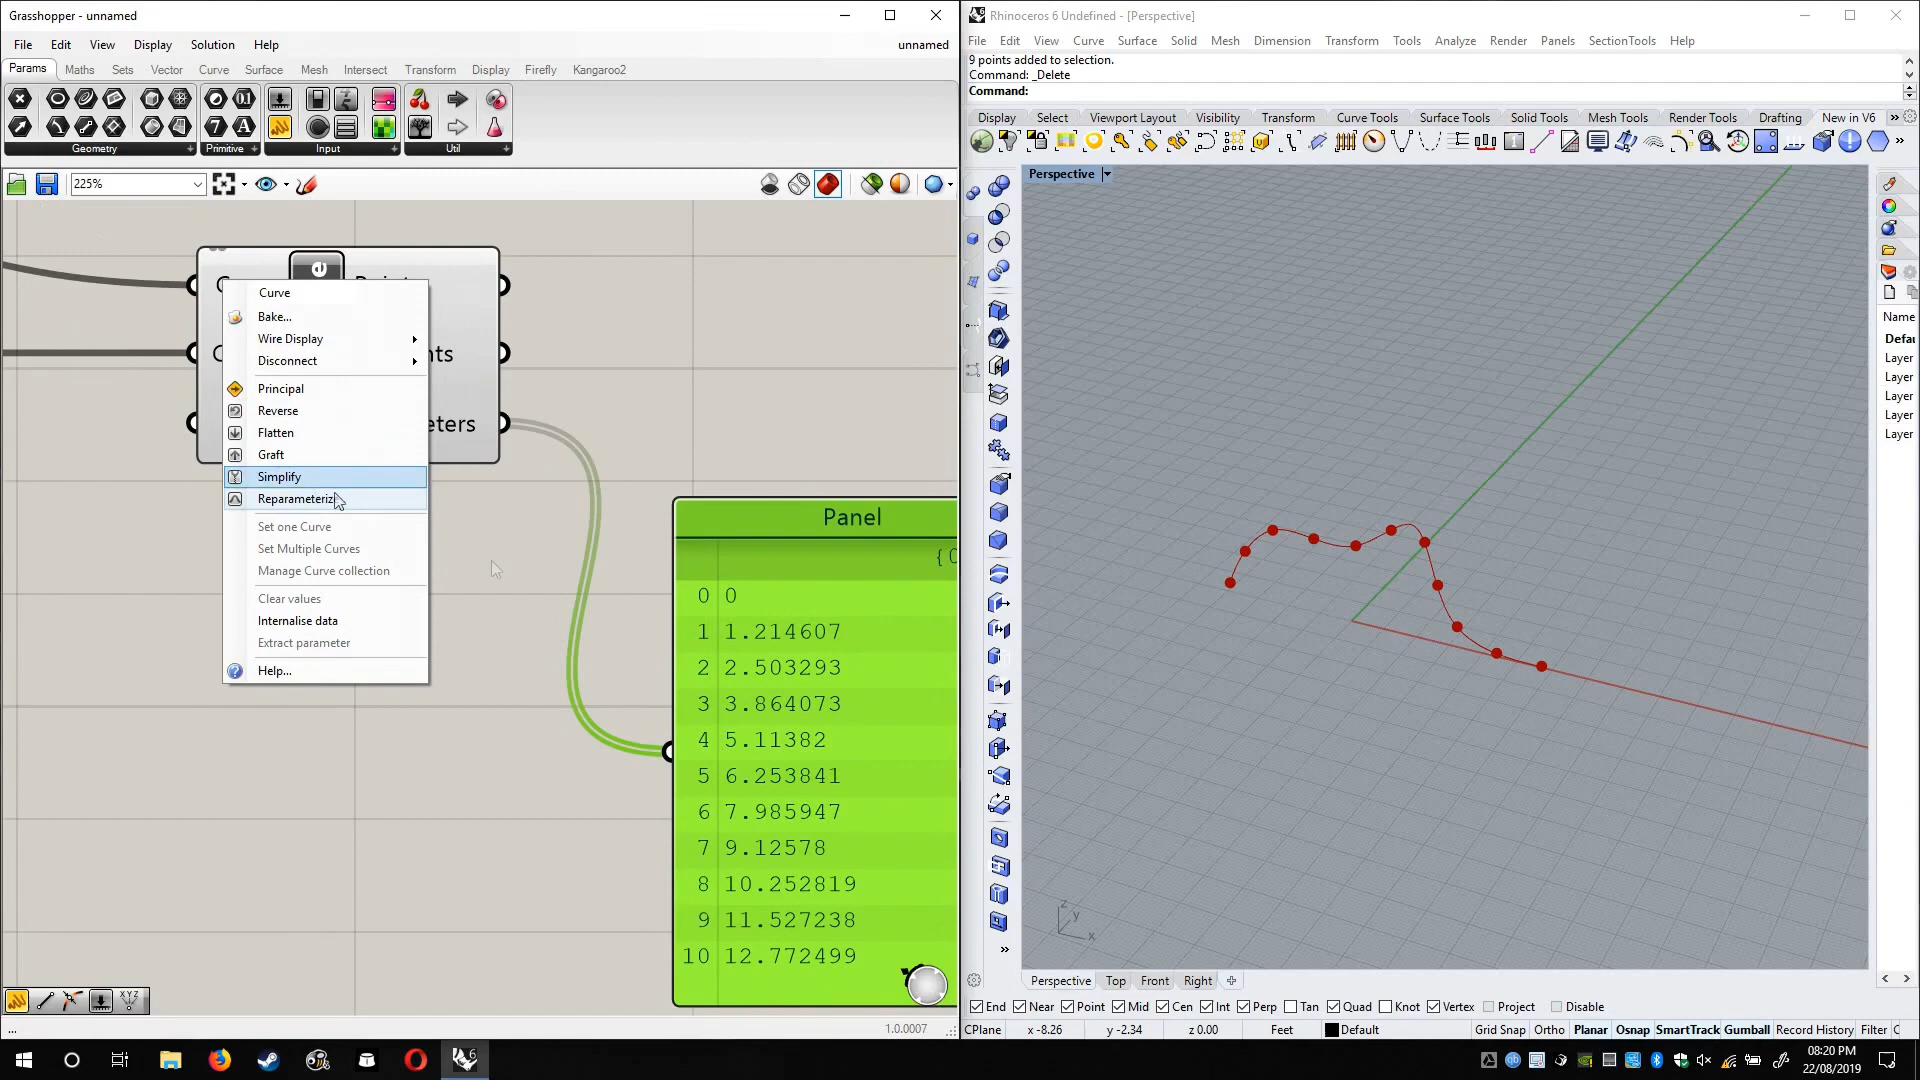 Grasshopper - unnamed
File Edit View Display Solution Help
unnamed
Params Maths Sets Vector Curve Surface Mesh Intersect Transform Display Firefly Kangaroo2
Geometry Primitive Input Util
225%
Curve
Bake...
Wire Display
Disconnect
Principal
Reverse
Flatten
Graft
Simplify
Set one Curve
Set Multiple Curves
Manage Curve collection
Clear values
Internalise data
Extract parameter
Help...
Panel
0 0
1 1.214607
2 2.503293
3 3.864073
4 5.11382
5 6.253841
6 7.985947
7 9.12578
8 10.252819
9 11.527238
10 12.772499
...
1.0.0007
Rhinoceros 6 Undefined - [Perspective]
File Edit View Curve Surface Solid Mesh Dimension Transform Tools Analyze Render Panels SectionTools Help
9 points added to selection.
Command: _Delete
Command:
Display Select Viewport Layout Visibility Transform Curve Tools Surface Tools Solid Tools Mesh Tools Render Tools Drafting New in V6
Perspective
z
y
x
Name
Layer
Layer
Layer
Layer
Layer
Perspective Top Front Right
End Near Point Mid Cen Int Perp Tan Quad Knot Vertex Project Disable
CPlane x -8.26 y -2.34 z 0.00 Feet Default Grid Snap Ortho Planar Osnap SmartTrack Gumball Record History Filter
08:20 PM
22/08/2019